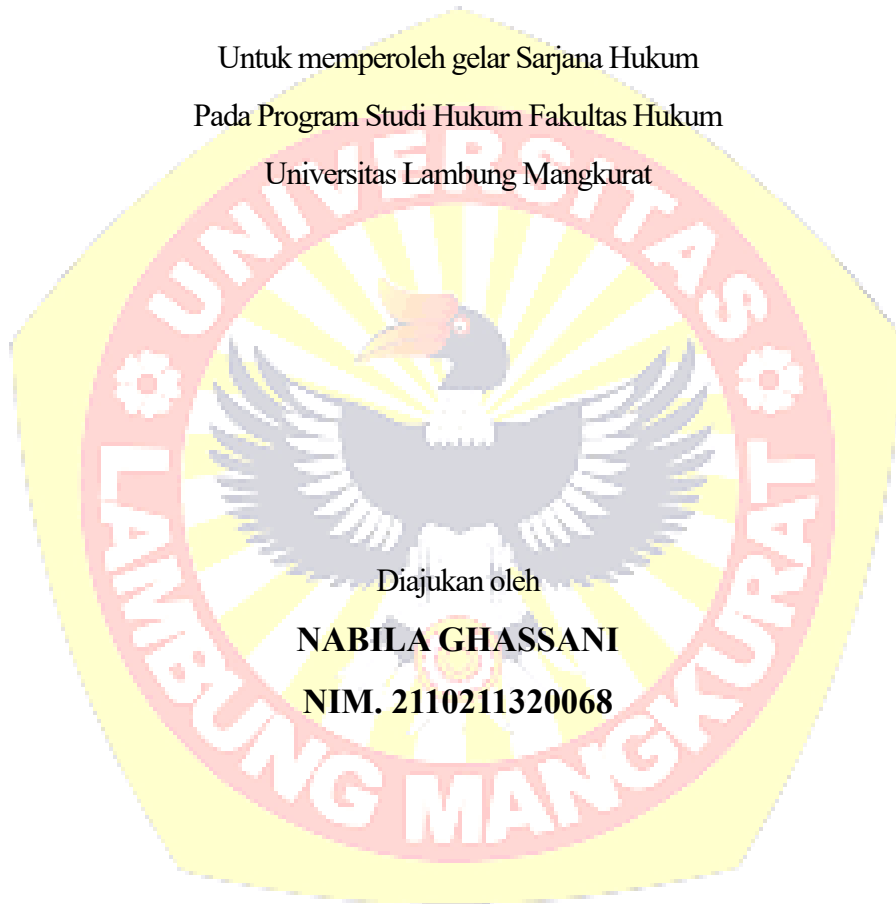 Untuk memperoleh gelar Sarjana Hukum
Pada Program Studi Hukum Fakultas Hukum
Universitas Lambung Mangkurat
UNIVERSITAS
LAMBUNG MANGKURAT
Diajukan oleh
NABILA GHASSANI
NIM. 2110211320068